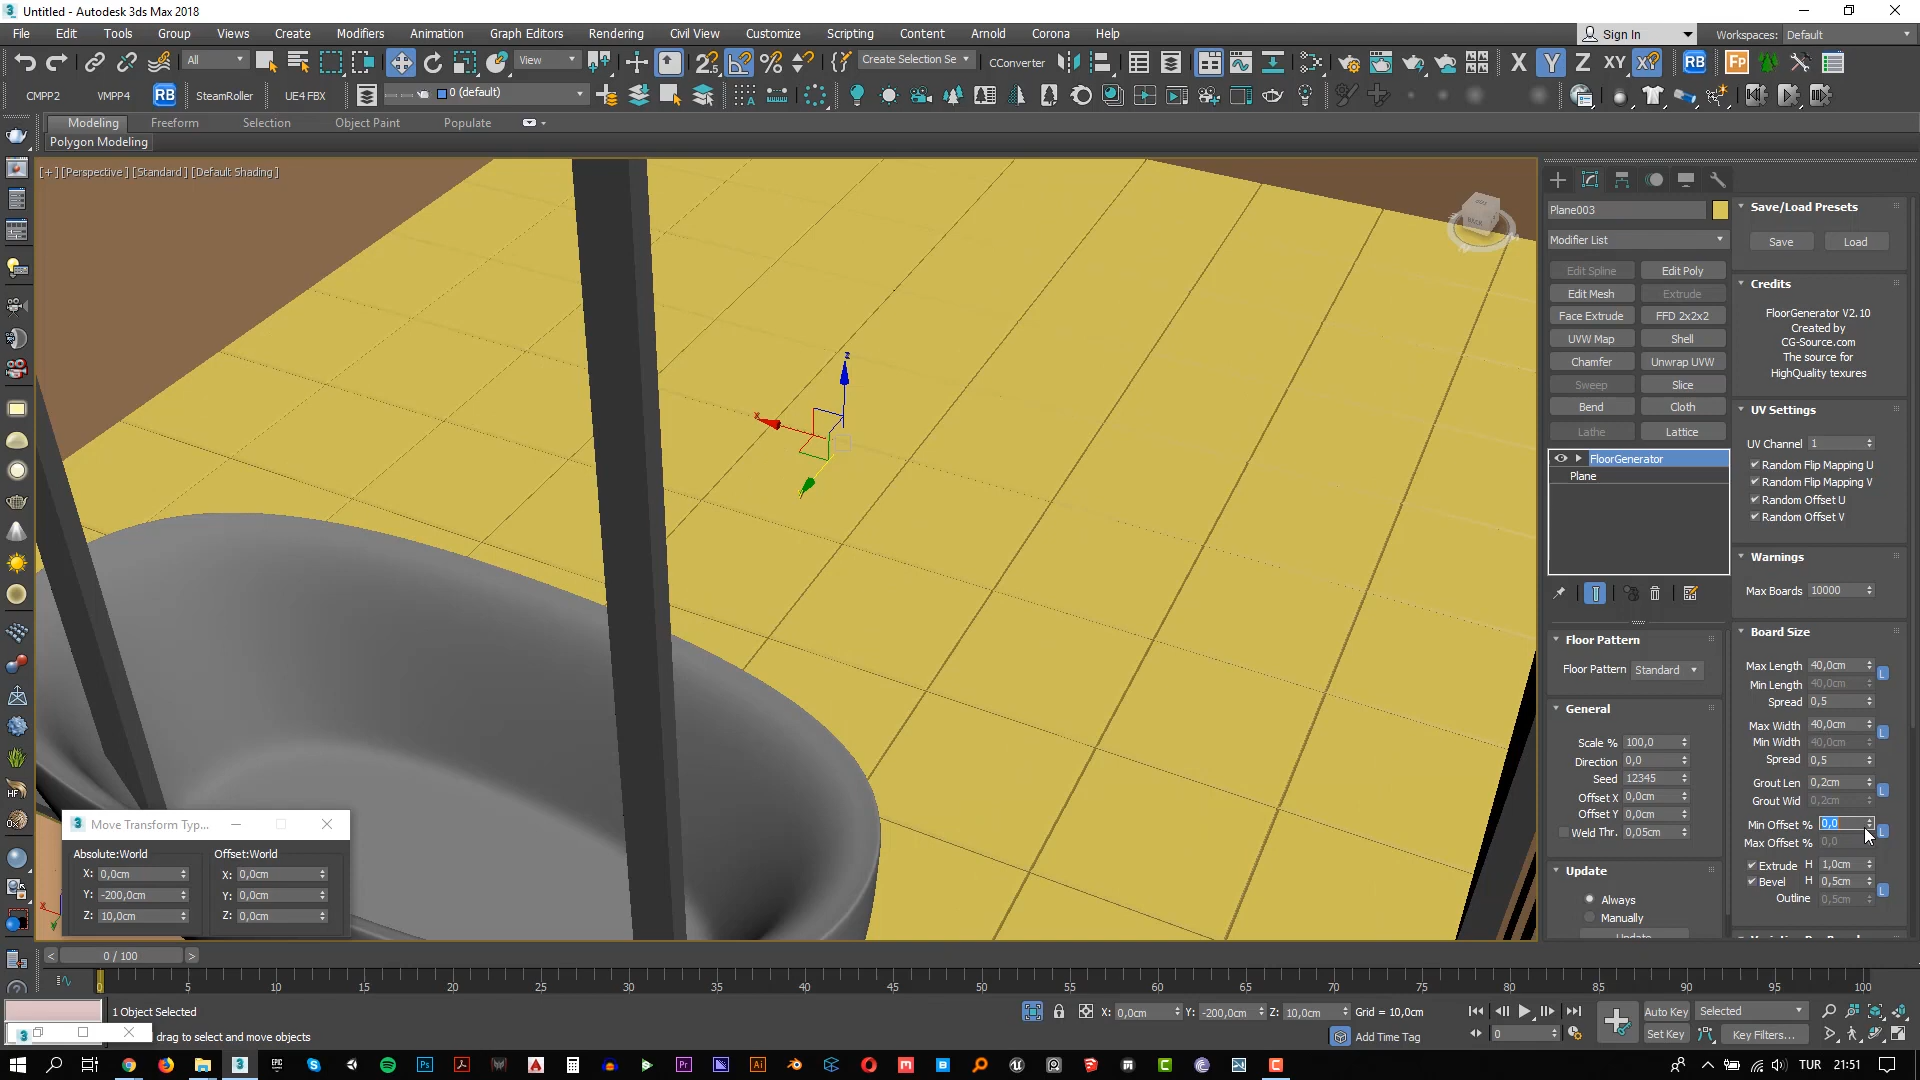 Untitled - Autodesk 3ds Max 2018
File Edit Tools Group Views Create Modifiers Animation Graph Editors Rendering Civil View Customize Scripting Content Arnold Corona Help
Sign In Workspaces: Default
All View Create Selection Se CConverter X Y Z XY RB Fp
CMPP2 VMPP4 RB SteamRoller UE4 FBX 0 (default)
Modeling Freeform Selection Object Paint Populate
Polygon Modeling
[+] [Perspective] [Standard] [Default Shading]
Plane003
Modifier List
Edit Spline Edit Poly
Edit Mesh Extrude
Face Extrude FFD 2x2x2
UVW Map Shell
Chamfer Unwrap UVW
Sweep Slice
Bend Cloth
Lathe Lattice
FloorGenerator
Plane
Floor Pattern
Floor Pattern Standard
General
Scale % 100,0
Direction 0,0
Seed 12345
Offset X 0,0cm
Offset Y 0,0cm
Weld Thr. 0,05cm
Update
Always
Manually
Update
Save/Load Presets
Save Load
Credits
FloorGenerator V2.10
Created by
CG-Source.com
The source for
HighQuality texures
UV Settings
UV Channel 1
Random Flip Mapping U
Random Flip Mapping V
Random Offset U
Random Offset V
Warnings
Max Boards 10000
Board Size
Max Length 40,0cm L
Min Length 40,0cm
Spread 0,5
Max Width 40,0cm L
Min Width 40,0cm
Spread 0,5
Grout Len 0,2cm L
Grout Wid 0,2cm
Min Offset % 0,0 L
Max Offset % 0,0
Extrude H 1,0cm
Bevel H 0,5cm L
Outline 0,5cm
BACK
x z
Move Transform Typ...
Absolute:World Offset:World
X: 0,0cm X: 0,0cm
Y: -200,0cm Y: 0,0cm
Z: 10,0cm Z: 0,0cm
0 / 100
0 5 10 15 20 25 30 35 40 45 50 55 60 65 70 75 80 85 90 95 100
1 Object Selected X: 0,0cm Y: -200,0cm Z: 10,0cm Grid = 10,0cm Auto Key Selected
drag to select and move objects Add Time Tag 0 Set Key Key Filters...
TUR 21:51